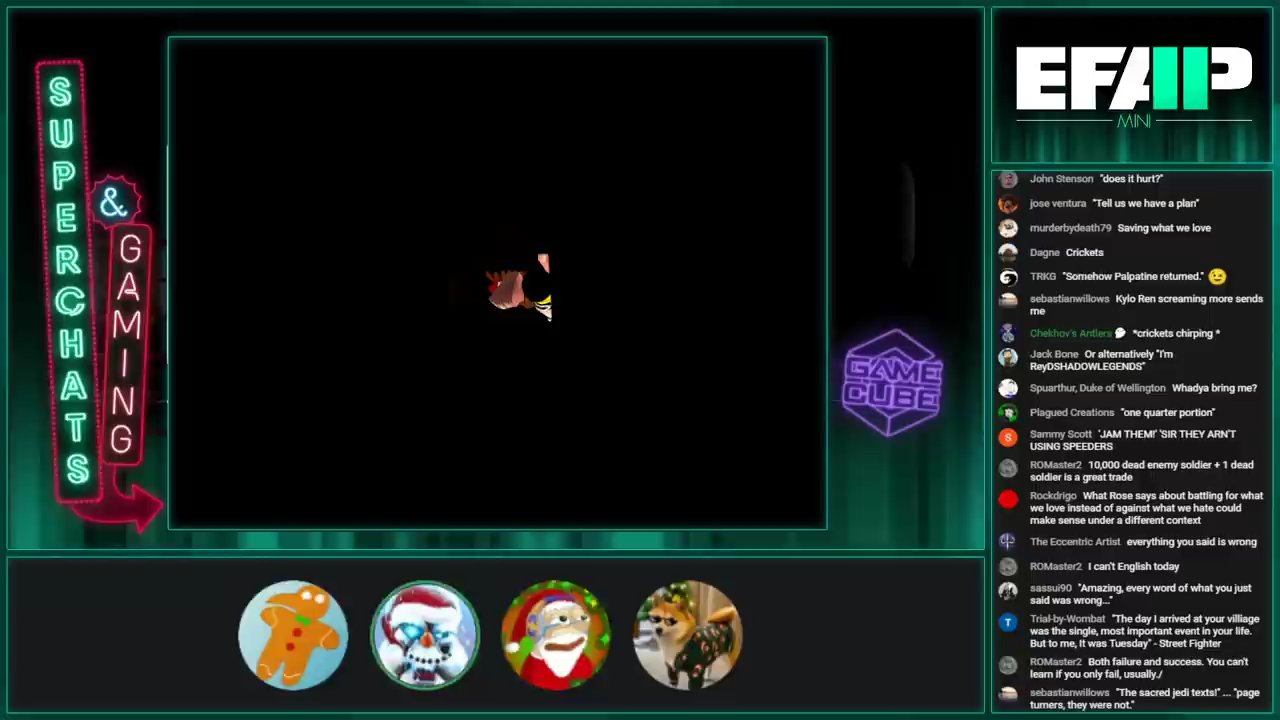 SUPERCHATS
&
GAMING
GAME
CUBE
EFAP
MINI
John Stenson "does it hurt?"
jose ventura "Tell us we have a plan"
murderbydeath79 Saving what we love
Dagne Crickets
TRKG "Somehow Palpatine returned." 😉
sebastianwillows Kylo Ren screaming more sends
me
Chekhov's Antlers *crickets chirping *
Jack Bone Or alternatively "I'm
ReyDSHADOWLEGENDS"
Spuarthur, Duke of Wellington Whadya bring me?
Plagued Creations "one quarter portion"
S
Sammy Scott 'JAM THEM!' 'SIR THEY ARN'T
USING SPEEDERS
ROMaster2 10,000 dead enemy soldier + 1 dead
soldier is a great trade
Rockdrigo What Rose says about battling for what
we love instead of against what we hate could
make sense under a different context
The Eccentric Artist everything you said is wrong
ROMaster2 I can't English today
sassui90 "Amazing, every word of what you just
said was wrong..."
T
Trial-by-Wombat "The day I arrived at your villiage
was the single, most important event in your life.
But to me, It was Tuesday" - Street Fighter
ROMaster2 Both failure and success. You can't
learn if you only fail, usually./
sebastianwillows "The sacred jedi texts!" ... "page
turners, they were not."